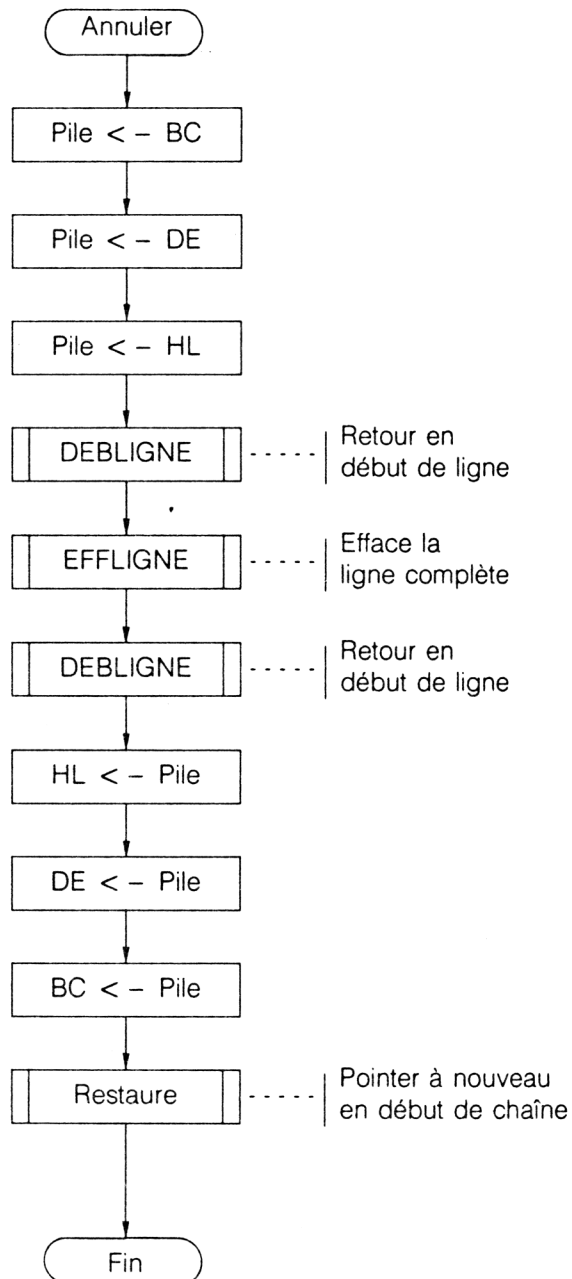 Annuler
Pile < – BC
Pile < – DE
Pile < – HL
DEBLIGNE
Retour en
début de ligne
EFFLIGNE
Efface la
ligne complète
DEBLIGNE
Retour en
début de ligne
HL < – Pile
DE < – Pile
BC < – Pile
Restaure
Pointer à nouveau
en début de chaîne
Fin